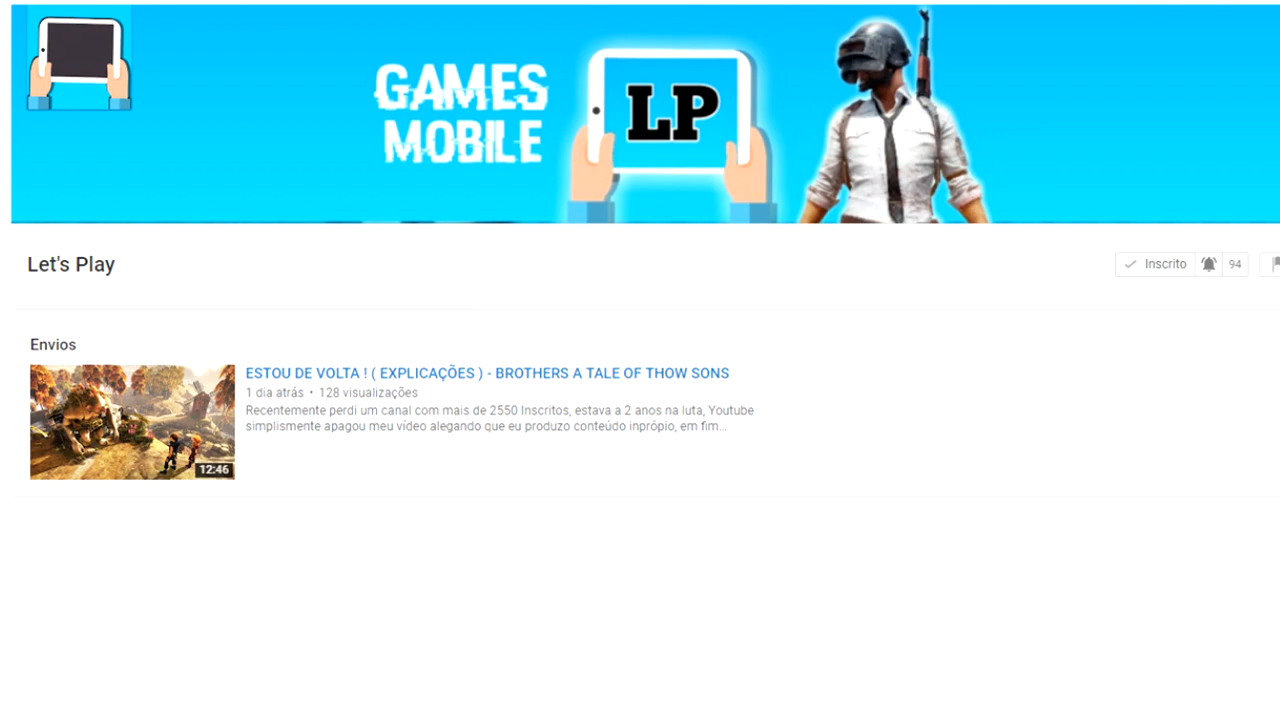 GAMES
MOBILE
LP
Let's Play
Inscrito
94
Envios
ESTOU DE VOLTA ! ( EXPLICAÇÕES ) - BROTHERS A TALE OF THOW SONS
1 dia atrás • 128 visualizações
Recentemente perdi um canal com mais de 2550 Inscritos, estava a 2 anos na luta, Youtube
simplismente apagou meu vídeo alegando que eu produzo conteúdo inprópio, em fim...
12:46